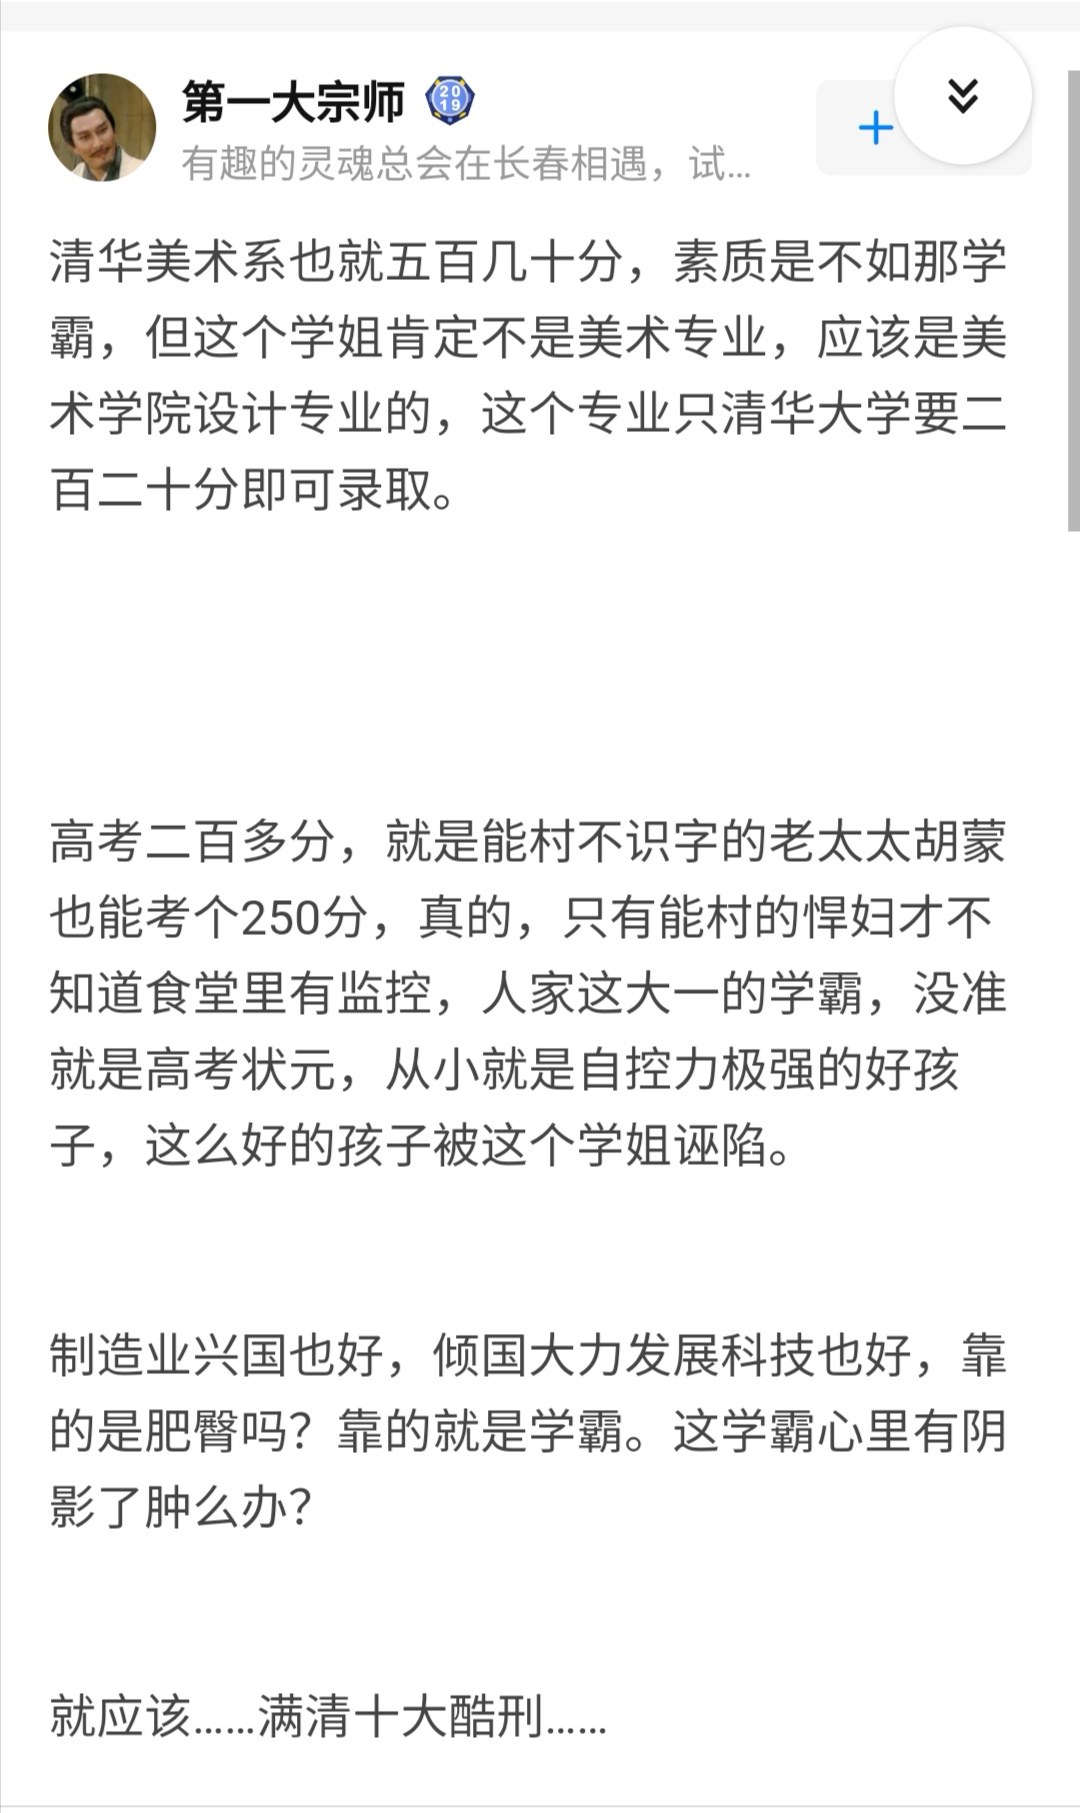 第一大宗师
2019
有趣的灵魂总会在长春相遇，试...
清华美术系也就五百几十分，素质是不如那学
霸，但这个学姐肯定不是美术专业，应该是美
术学院设计专业的，这个专业只清华大学要二
百二十分即可录取。
高考二百多分，就是能村不识字的老太太胡蒙
也能考个250分，真的，只有能村的悍妇才不
知道食堂里有监控，人家这大一的学霸，没准
就是高考状元，从小就是自控力极强的好孩
子，这么好的孩子被这个学姐诬陷。
制造业兴国也好，倾国大力发展科技也好，靠
的是肥臀吗？靠的就是学霸。这学霸心里有阴
影了肿么办？
就应该……满清十大酷刑……